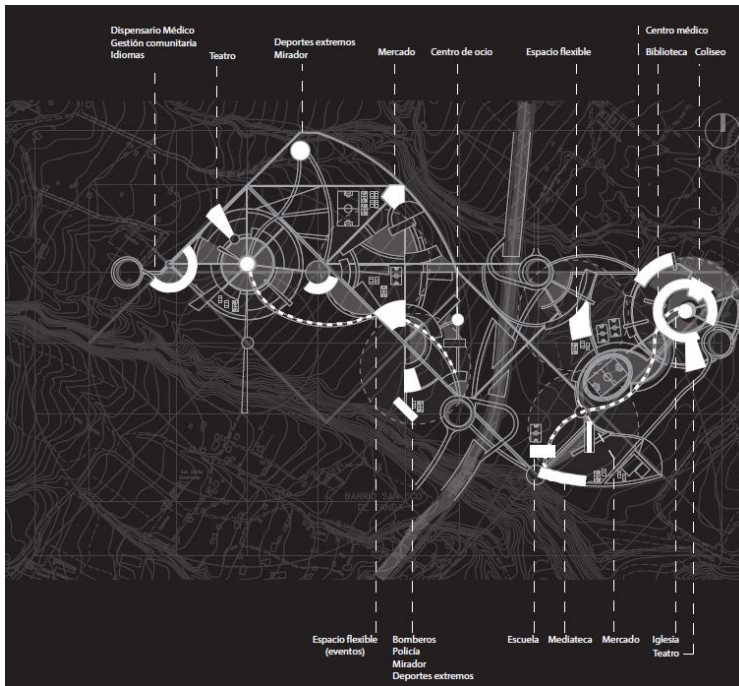 Dispensario Médico
Gestión comunitaria
Idiomas
Teatro
Deportes extremos
Mirador
Mercado
Centro de ocio
Espacio flexible
Centro médico
Biblioteca
Coliseo
Espacio flexible
(eventos)
Bomberos
Policía
Mirador
Deportes extremos
Escuela
Mediateca
Mercado
Iglesia
Teatro